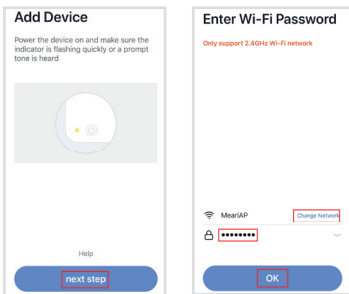 Add Device
Power the device on and make sure the
indicator is flashing quickly or a prompt
tone is heard
Help
next step
Enter Wi-Fi Password
Only support 2.4GHz Wi-Fi network
MeariAP
Change Network
••••••••
OK